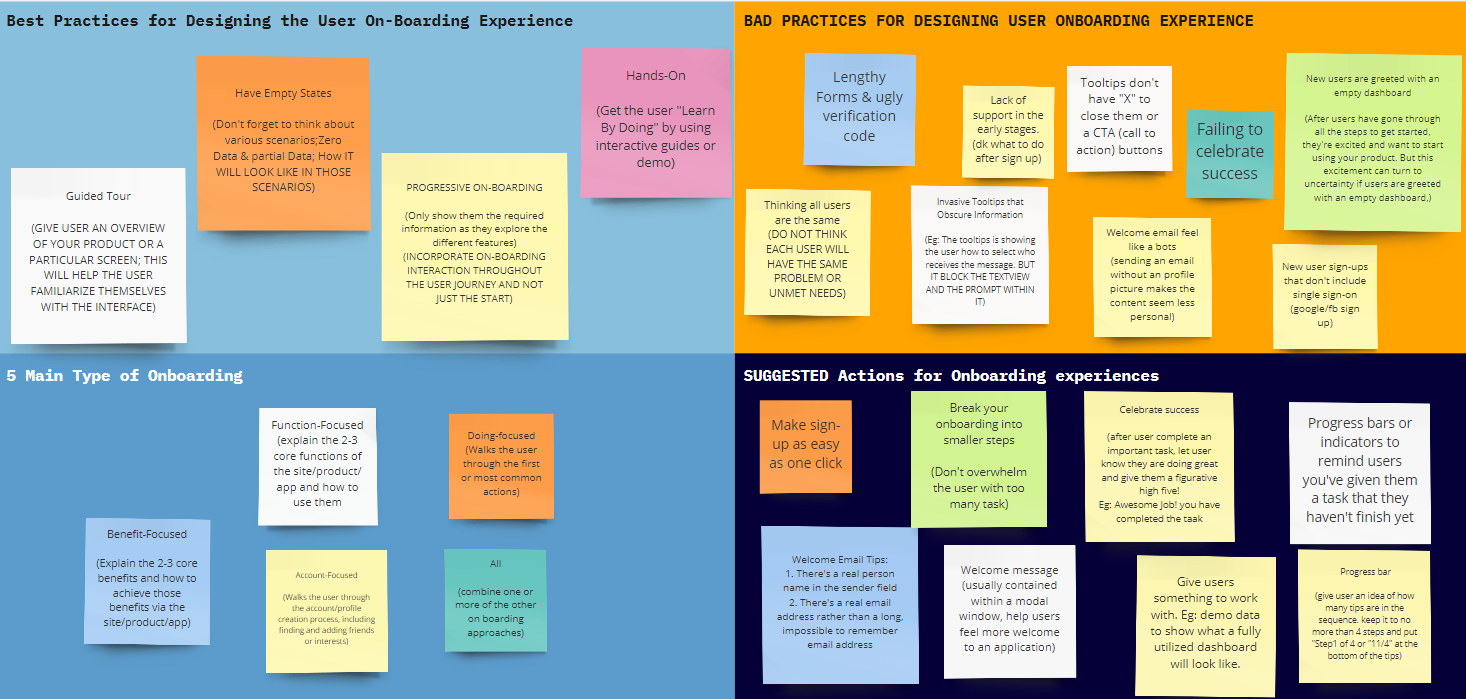 Best Practices for Designing the User On-Boarding Experience
Guided Tour
(GIVE USER AN OVERVIEW
OF YOUR PRODUCT OR A
PARTICULAR SCREEN; THIS
WILL HELP THE USER
FAMILIARIZE THEMSELVES
WITH THE INTERFACE)
Have Empty States
(Don't forget to think about
various scenarios;Zero
Data & partial Data; How IT
WILL LOOK LIKE IN THOSE
SCENARIOS)
PROGRESSIVE ON-BOARDING
(Only show them the required
information as they explore the
different features)
(INCORPORATE ON-BOARDING
INTERACTION THROUGHOUT
THE USER JOURNEY AND NOT
JUST THE START)
Hands-On
(Get the user "Learn
By Doing" by using
interactive guides or
demo)
BAD PRACTICES FOR DESIGNING USER ONBOARDING EXPERIENCE
Lengthy
Forms & ugly
verification
code
Lack of
support in the
early stages.
(dk what to do
after sign up)
Tooltips don't
have "X" to
close them or
a CTA (call to
action) buttons
Failing to
celebrate
success
New users are greeted with an
empty dashboard
(After users have gone through
all the steps to get started,
they're excited and want to start
using your product. But this
excitement can turn to
uncertainty if users are greeted
with an empty dashboard,)
Thinking all users
are the same
(DO NOT THINK
EACH USER WILL
HAVE THE SAME
PROBLEM OR
UNMET NEEDS)
Invasive Tooltips that
Obscure Information
(Eg: The tooltips is showing
the user how to select who
receives the message. BUT
IT BLOCK THE TEXTVIEW
AND THE PROMPT WITHIN
IT)
Welcome email feel
like a bots
(sending an email
without an profile
picture makes the
content seem less
personal)
New user sign-ups
that don't include
single sign-on
(google/fb sign
up)
5 Main Type of Onboarding
Benefit-Focused
(Explain the 2-3 core
benefits and how to
achieve those
benefits via the
site/product/app)
Function-Focused
(explain the 2-3
core functions of
the site/product/
app and how to
use them
Doing-focused
(Walks the user
through the first
or most common
actions)
Account-Focused
(Walks the user through
the account/profile
creation process, including
finding and adding friends
or interests)
All
(combine one or
more of the other
on boarding
approaches)
SUGGESTED Actions for Onboarding experiences
Make sign-
up as easy
as one click
Break your
onboarding into
smaller steps
(Don't overwhelm
the user with too
many task)
Celebrate success
(after user complete an
important task, let user
know they are doing great
and give them a figurative
high five!
Eg: Awesome Job! you have
completed the taak
Progress bars or
indicators to
remind users
you've given them
a task that they
haven't finish yet
Welcome Email Tips:
1. There's a real person
name in the sender field
2. There's a real email
address rather than a long,
impossible to remember
email address
Welcome message
(usually contained
within a modal
window, help users
feel more welcome
to an application)
Give users
something to work
with. Eg: demo data
to show what a fully
utilized dashboard
will look like.
Progress bar
(give user an idea of how
many tips are in the
sequence. keep it to no
more than 4 steps and put
"Step1 of 4 or "11/4" at the
bottom of the tips)